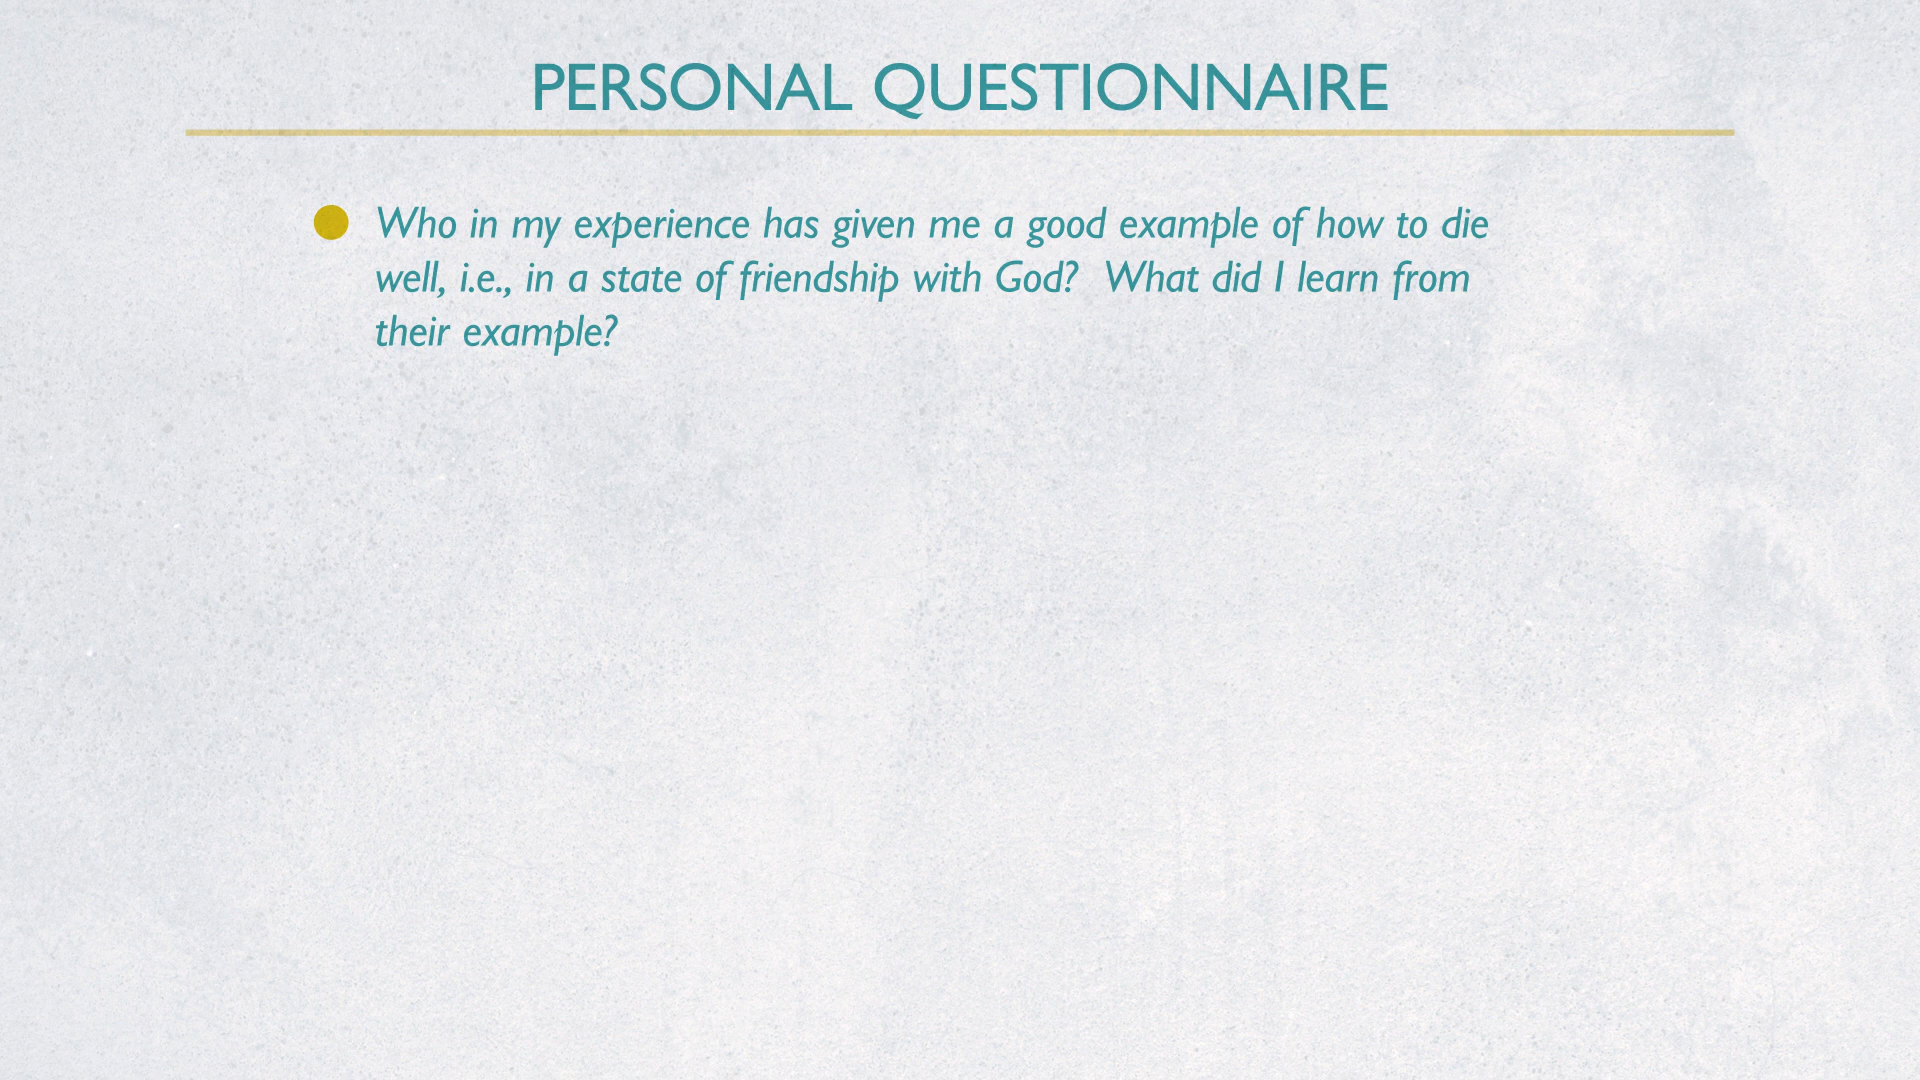 PERSONAL QUESTIONNAIRE
Who in my experience has given me a good example of how to die
well, i.e., in a state of friendship with God?  What did I learn from
their example?